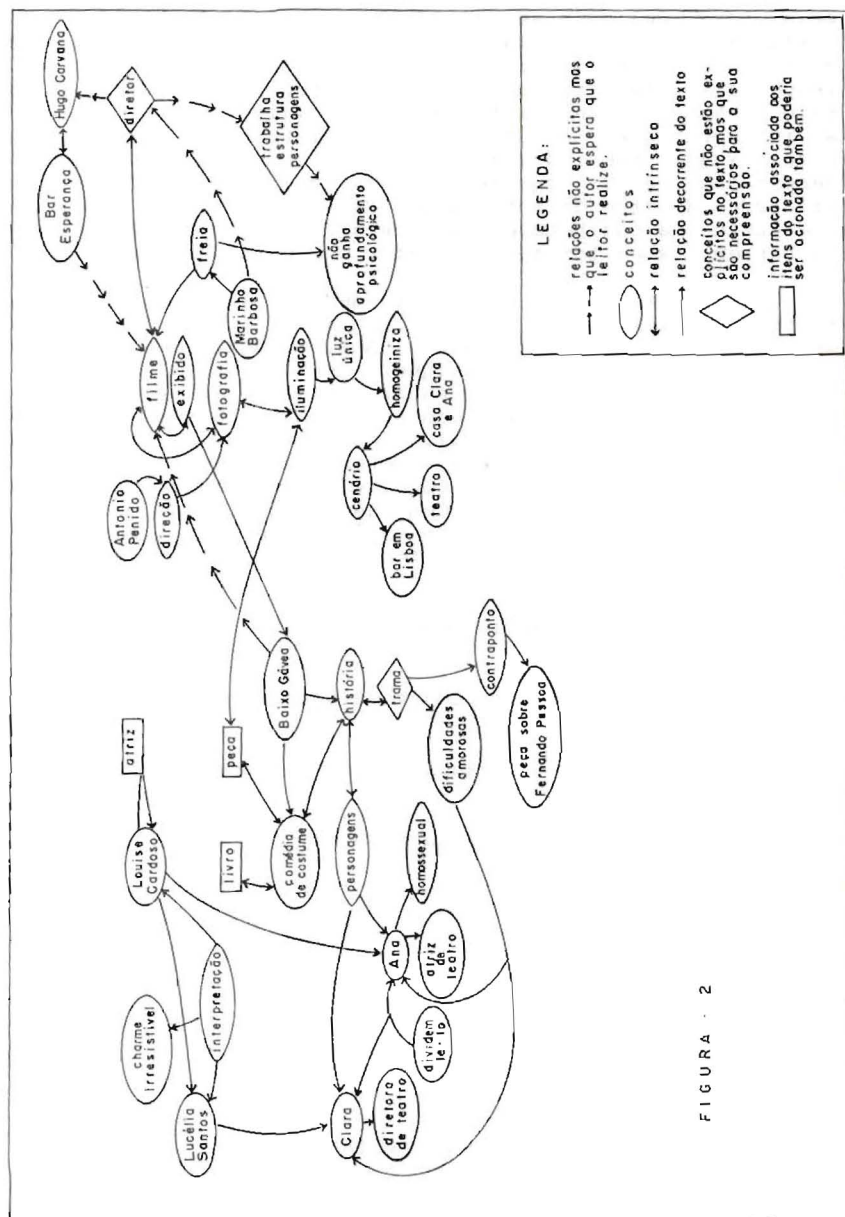 Hugo Carvana
diretor
Bar
Esperança
trabalha
estrutura
personagens
freia
Marinho
Barbosa
não
ganha
aprofundamento
psicológico
filme
exibido
fotografia
Antonio
Penido
direção
iluminação
luz
única
homogeiniza
cenário
casa Clara
e Ana
teatro
bar em
Lisboa
atriz
Louise
Cardoso
peça
Baixo Gávea
história
trama
contraponto
peça sobre
Fernando Pessoa
dificuldades
amorosas
livro
comédia
de costume
personagens
homossexual
Ana
atriz
de
teatro
dividem
charme
irresistível
interpretação
Lucélia
Santos
Clara
diretora
de teatro
LEGENDA:
relações não explícitas mas
que o autor espera que o
leitor realize.
conceitos
relação intrínseca
relação decorrente do texto
conceitos que não estão ex-
plícitos no texto, mas que
são necessários para a sua
compreensão.
informação associada aos
itens do texto que poderia
ser acionada também.
FIGURA · 2